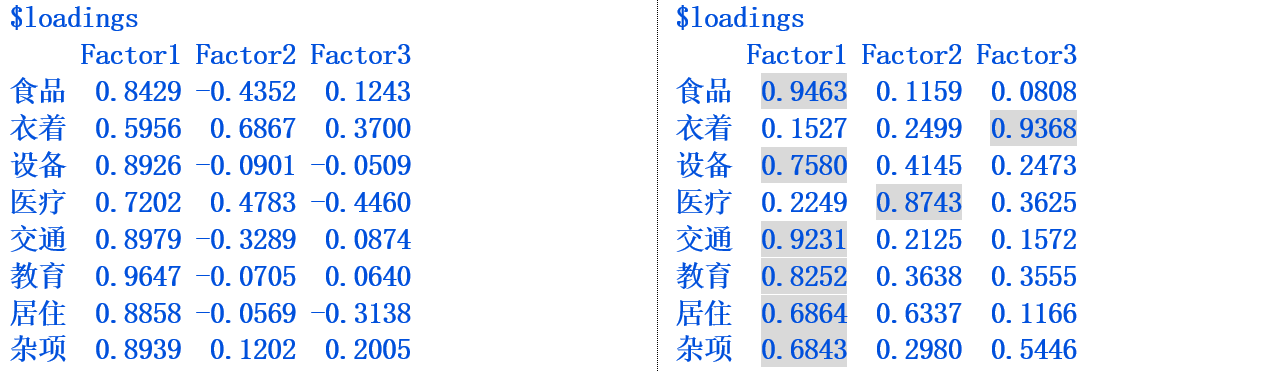 $loadings
Factor1 Factor2 Factor3
食品 0.8429 -0.4352 0.1243
衣着 0.5956 0.6867 0.3700
设备 0.8926 -0.0901 -0.0509
医疗 0.7202 0.4783 -0.4460
交通 0.8979 -0.3289 0.0874
教育 0.9647 -0.0705 0.0640
居住 0.8858 -0.0569 -0.3138
杂项 0.8939 0.1202 0.2005
$loadings
Factor1 Factor2 Factor3
食品 0.9463 0.1159 0.0808
衣着 0.1527 0.2499 0.9368
设备 0.7580 0.4145 0.2473
医疗 0.2249 0.8743 0.3625
交通 0.9231 0.2125 0.1572
教育 0.8252 0.3638 0.3555
居住 0.6864 0.6337 0.1166
杂项 0.6843 0.2980 0.5446